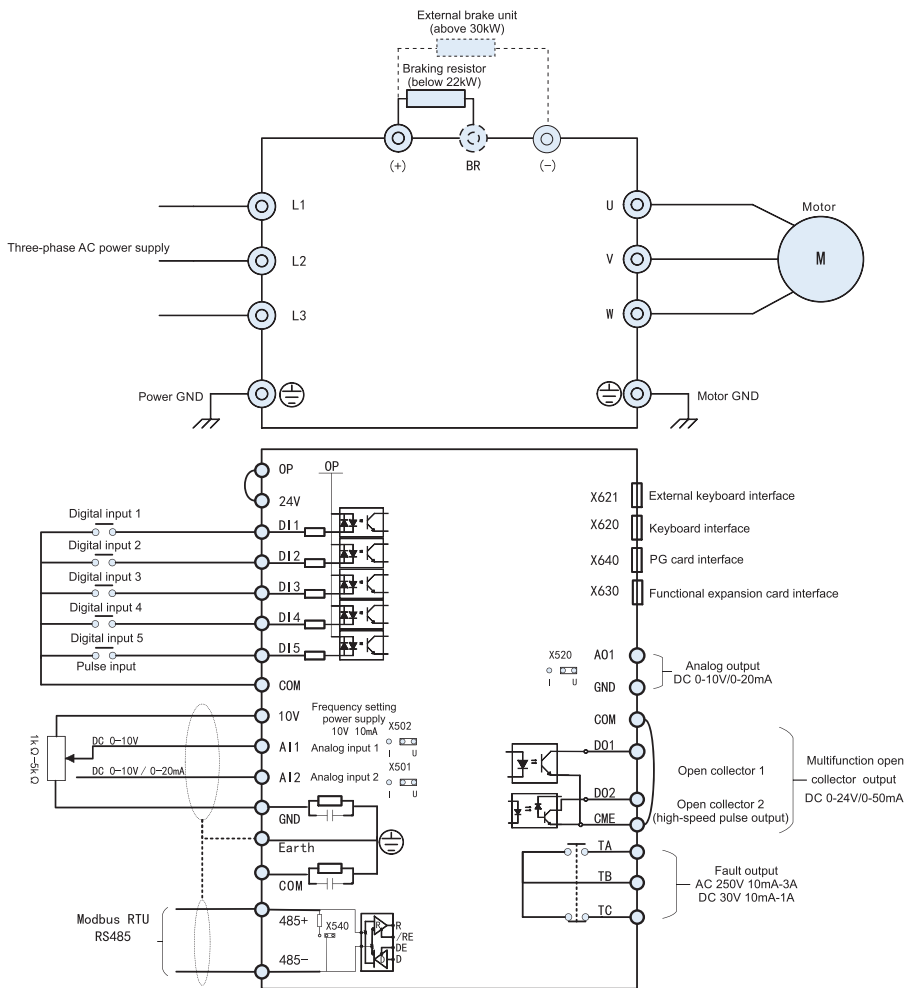 External brake unit
(above 30kW)
Braking resistor
(below 22kW)
(+)
BR
(-)
L1
U
Motor
Three-phase AC power supply
L2
V
M
L3
W
Power GND
Motor GND
OP
OP
24V
X621
External keyboard interface
Digital input 1
DI1
X620
Keyboard interface
Digital input 2
DI2
X640
PG card interface
Digital input 3
DI3
X630
Functional expansion card interface
Digital input 4
DI4
Digital input 5
DI5
Pulse input
X520
I U
AO1
Analog output
DC 0-10V/0-20mA
COM
GND
10V
Frequency setting
power supply
10V 10mA
X502
I U
COM
1kΩ-5kΩ
DC 0-10V
AI1
Analog input 1
DO1
Multifunction open
collector output
DC 0-24V/0-50mA
Open collector 1
DC 0-10V / 0-20mA
AI2
Analog input 2
X501
I U
DO2
Open collector 2
(high-speed pulse output)
GND
CME
Earth
TA
COM
TB
Fault output
AC 250V 10mA-3A
DC 30V 10mA-1A
TC
Modbus RTU
RS485
485+
X540
R
R
/RE
DE
D
D
485-